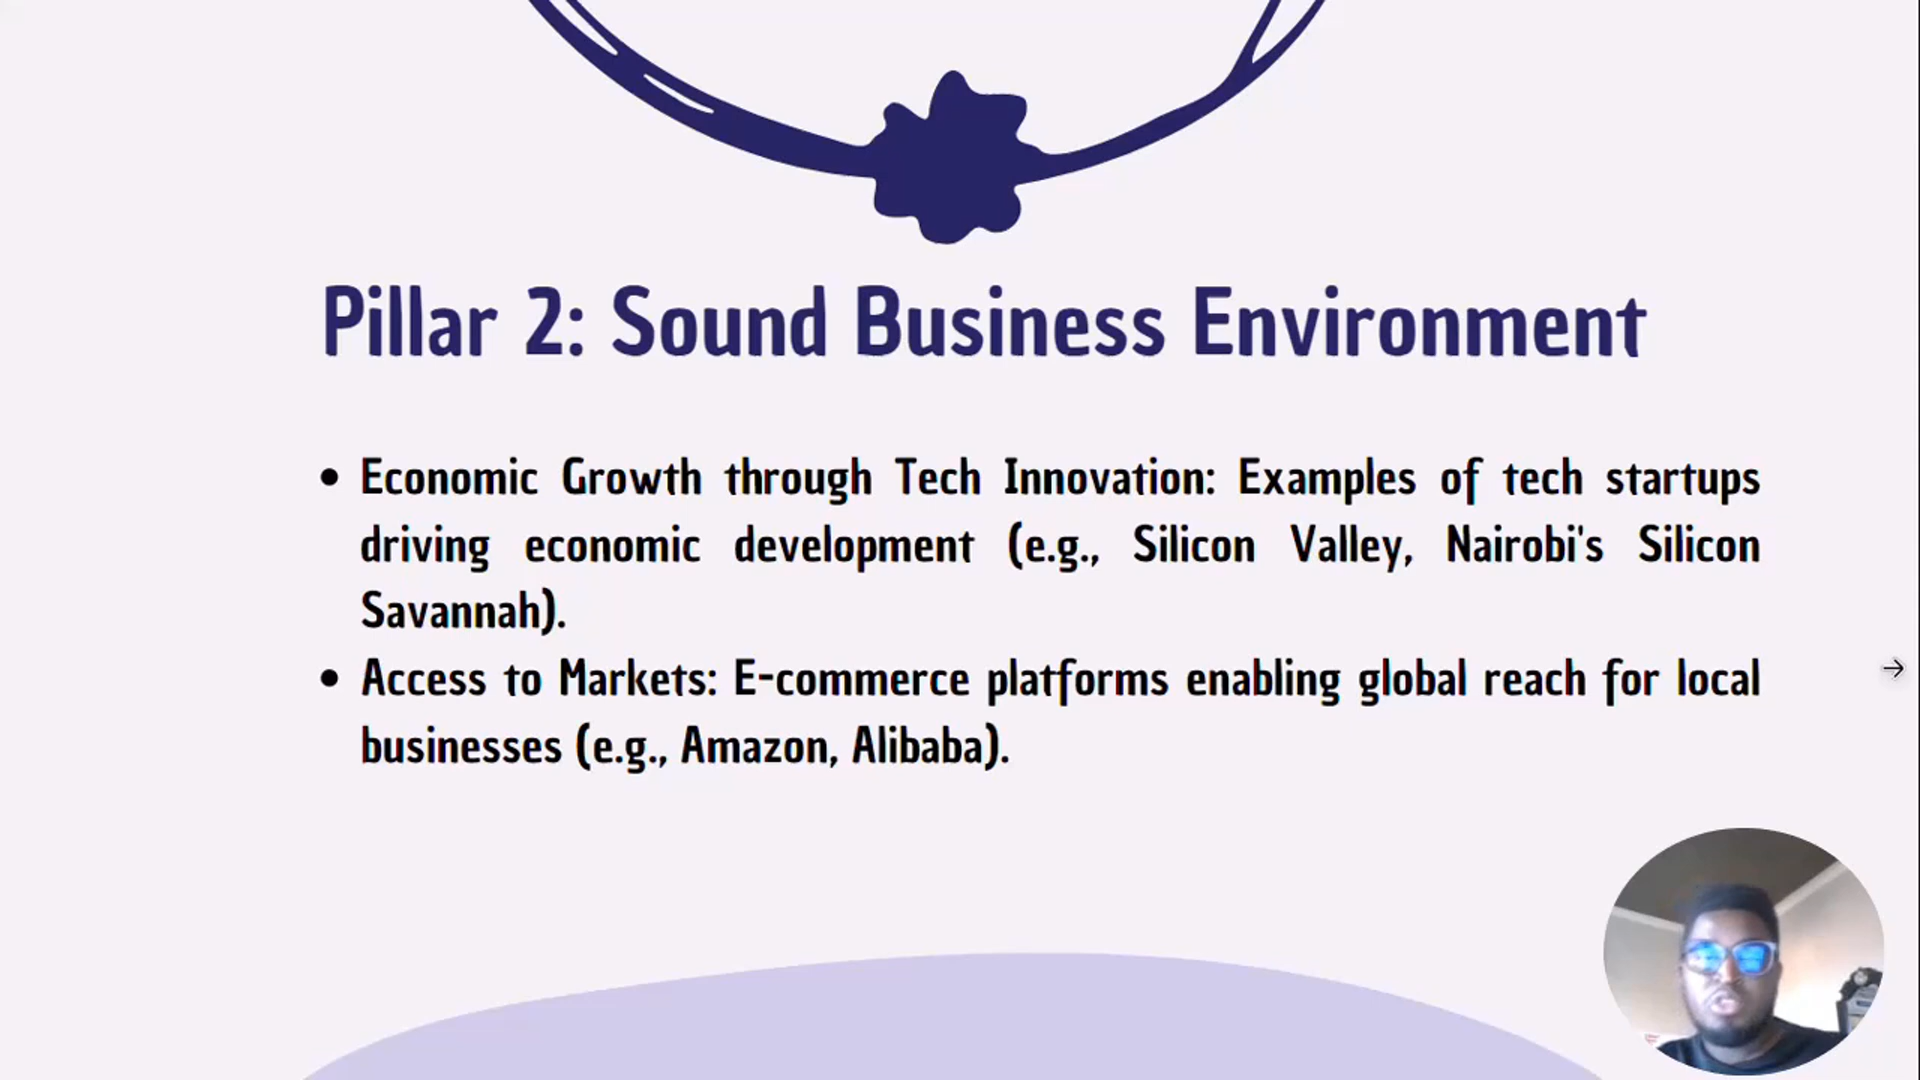 Pillar 2: Sound Business Environment
• Economic Growth through Tech Innovation: Examples of tech startups
driving economic development (e.g., Silicon Valley, Nairobi's Silicon
Savannah).
• Access to Markets: E-commerce platforms enabling global reach for local
businesses (e.g., Amazon, Alibaba).